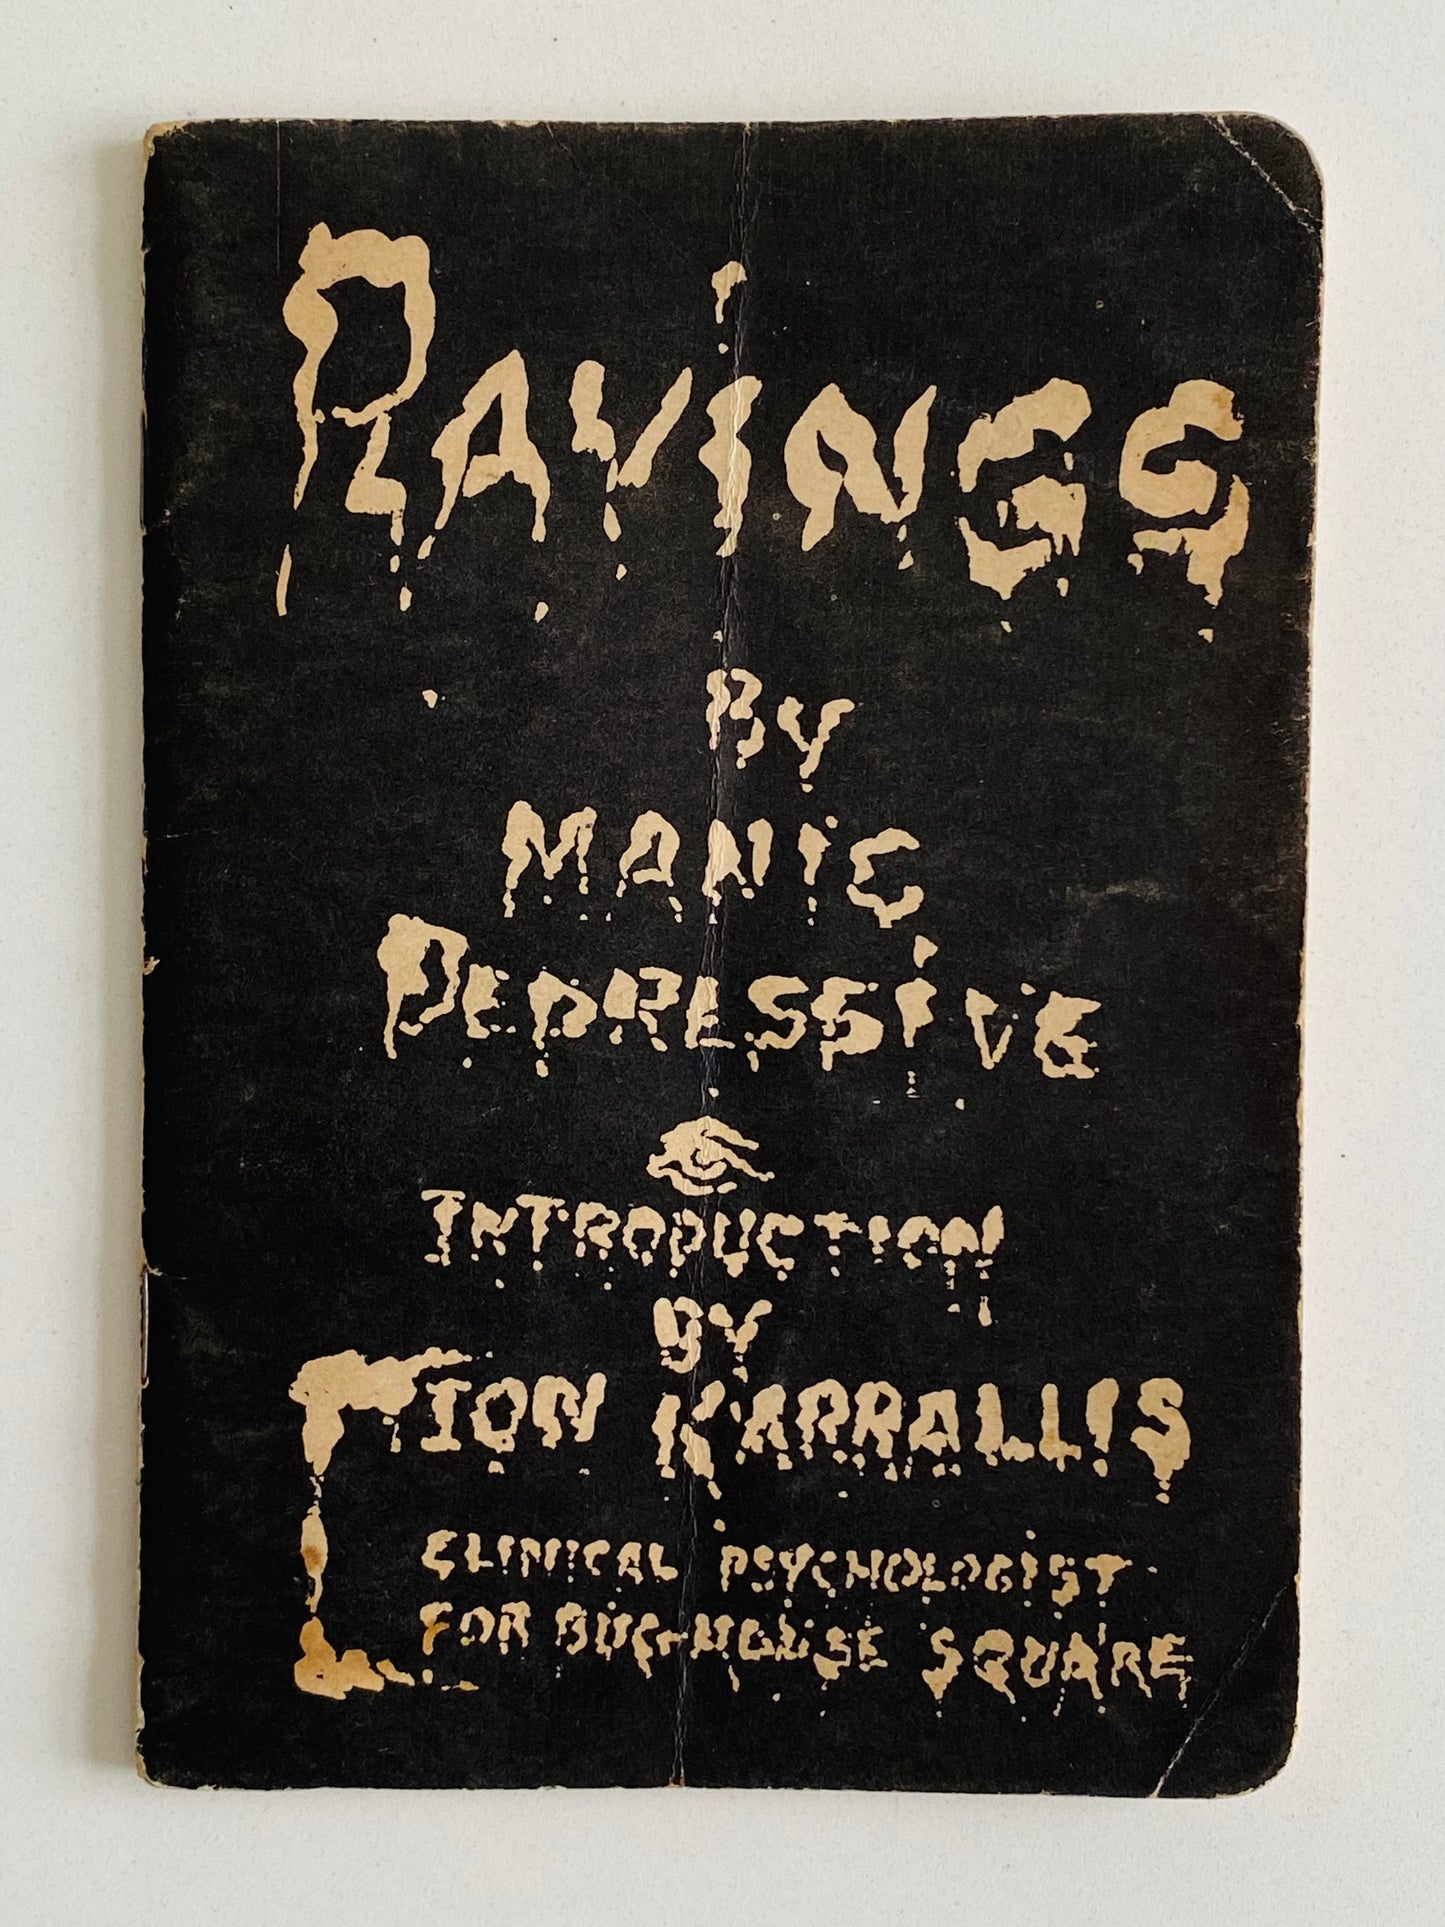 RAVINGS
BY
MANIC
DEPRESSIVE
INTRODUCTION
BY
ION KARRALLIS
CLINICAL PSYCHOLOGIST
FOR BUG-HOUSE SQUARE